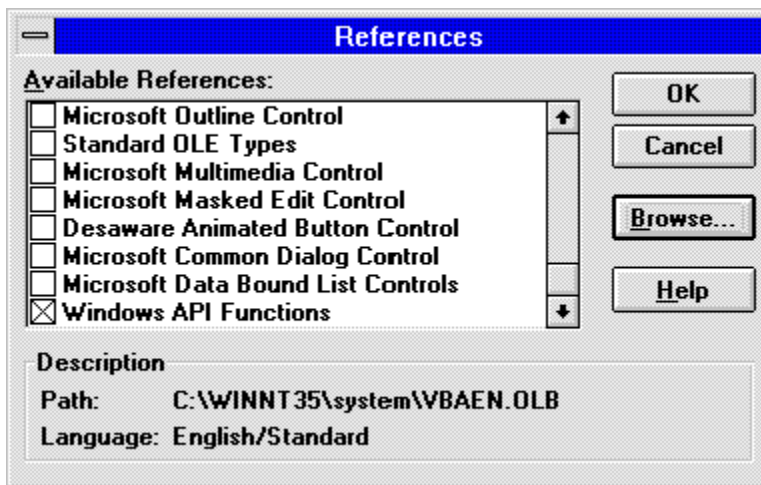 References
Available References:
OK
Microsoft Outline Control
Standard OLE Types
Cancel
Microsoft Multimedia Control
Microsoft Masked Edit Control
Browse...
Desaware Animated Button Control
Microsoft Common Dialog Control
Microsoft Data Bound List Controls
Help
Windows API Functions
Description
Path: C:\WINNT35\system\VBAEN.OLB
Language: English/Standard